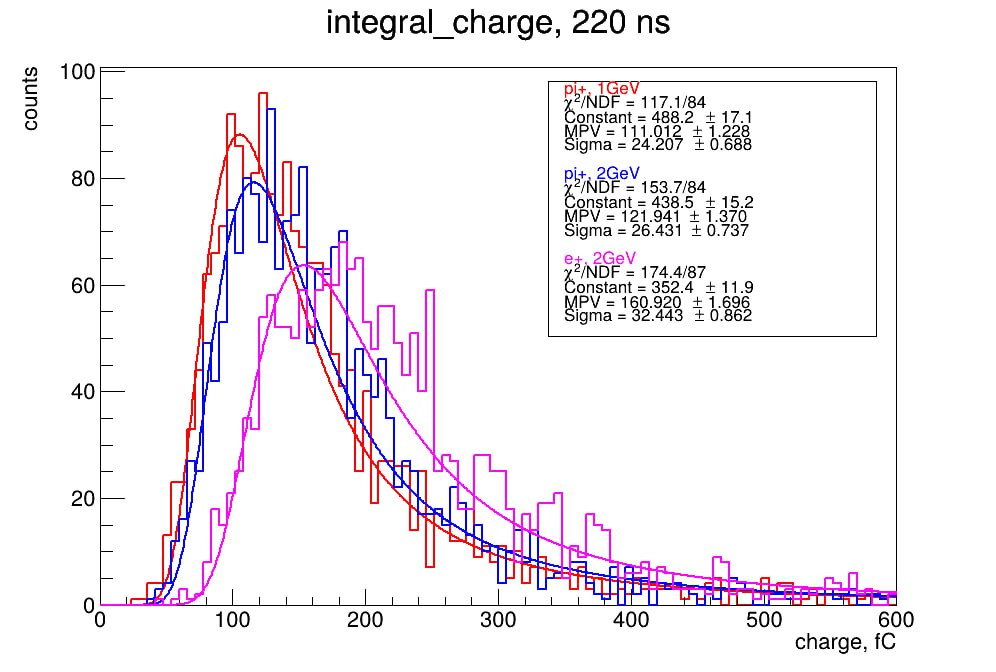 integral_charge, 220 ns
counts
100
80
60
40
20
0
pi+, 1GeV
χ²/NDF = 117.1/84
Constant = 488.2 ± 17.1
MPV = 111.012 ± 1.228
Sigma = 24.207 ± 0.688
pi+, 2GeV
χ²/NDF = 153.7/84
Constant = 438.5 ± 15.2
MPV = 121.941 ± 1.370
Sigma = 26.431 ± 0.737
e+, 2GeV
χ²/NDF = 174.4/87
Constant = 352.4 ± 11.9
MPV = 160.920 ± 1.696
Sigma = 32.443 ± 0.862
0 100 200 300 400 500 600
charge, fC